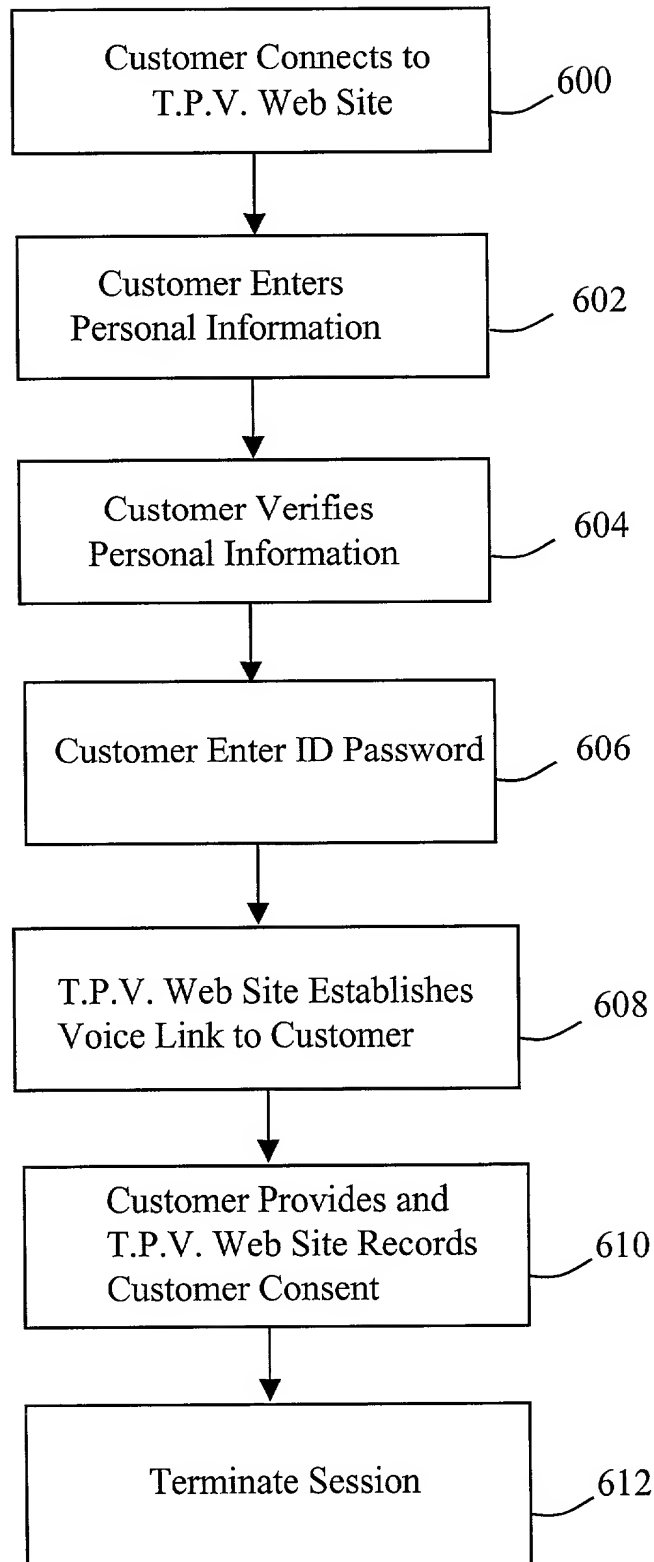 Customer Connects to
T.P.V. Web Site
600
Customer Enters
Personal Information
602
Customer Verifies
Personal Information
604
Customer Enter ID Password
606
T.P.V. Web Site Establishes
Voice Link to Customer
608
Customer Provides and
T.P.V. Web Site Records
Customer Consent
610
Terminate Session
612